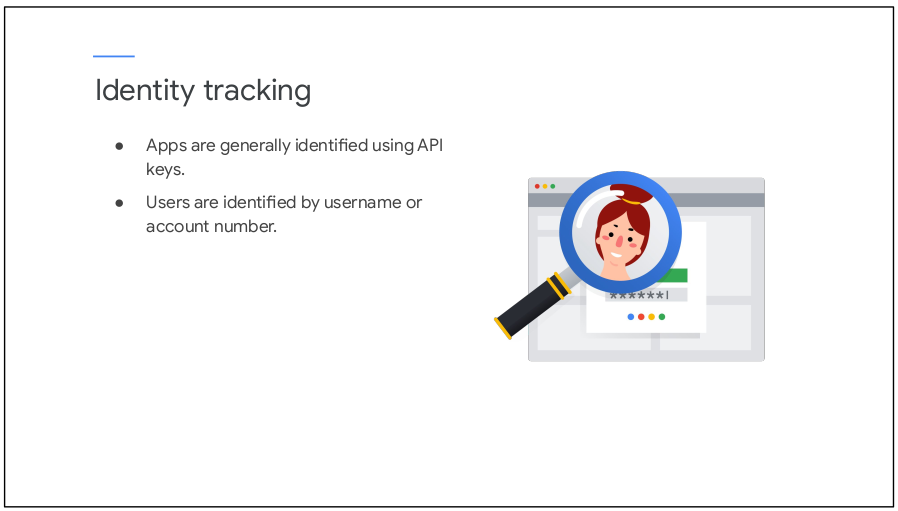 Identity tracking
● Apps are generally identified using API
keys.
● Users are identified by username or
account number.
******|